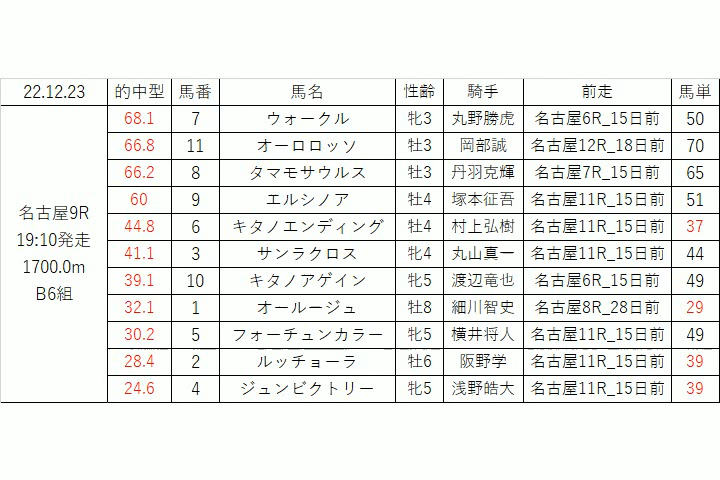 22.12.23 的中型 馬番 馬名 性齢 騎手 前走 馬単
68.1 7 ウォークル 牝3 丸野勝虎 名古屋6R_15日前 50
66.8 11 オーロロッソ 牡3 岡部誠 名古屋12R_18日前 70
66.2 8 タマモサウルス 牡3 丹羽克輝 名古屋7R_15日前 65
60 9 エルシノア 牡4 塚本征吾 名古屋11R_15日前 51
名古屋9R
19:10発走
1700.0m
B6組
44.8 6 キタノエンディング 牡4 村上弘樹 名古屋11R_15日前 37
41.1 3 サンラクロス 牝4 丸山真一 名古屋11R_15日前 44
39.1 10 キタノアゲイン 牝5 渡辺竜也 名古屋6R_15日前 49
32.1 1 オールージュ 牡8 細川智史 名古屋8R_28日前 29
30.2 5 フォーチュンカラー 牝5 横井将人 名古屋11R_15日前 49
28.4 2 ルッチョーラ 牡6 阪野学 名古屋11R_15日前 39
24.6 4 ジュンビクトリー 牝5 浅野皓大 名古屋11R_15日前 39